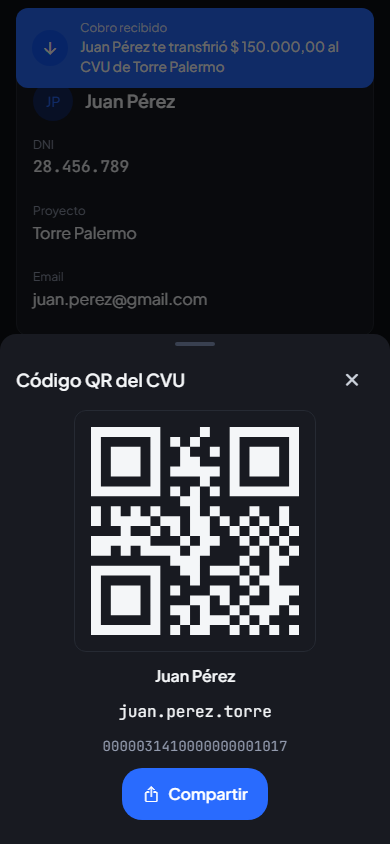 Cobro recibido
Juan Pérez te transfirió $ 150.000,00 al
CVU de Torre Palermo
JP
Juan Pérez
DNI
28.456.789
Proyecto
Torre Palermo
Email
juan.perez@gmail.com
Código QR del CVU
Juan Pérez
juan.perez.torre
0000031410000000001017
Compartir